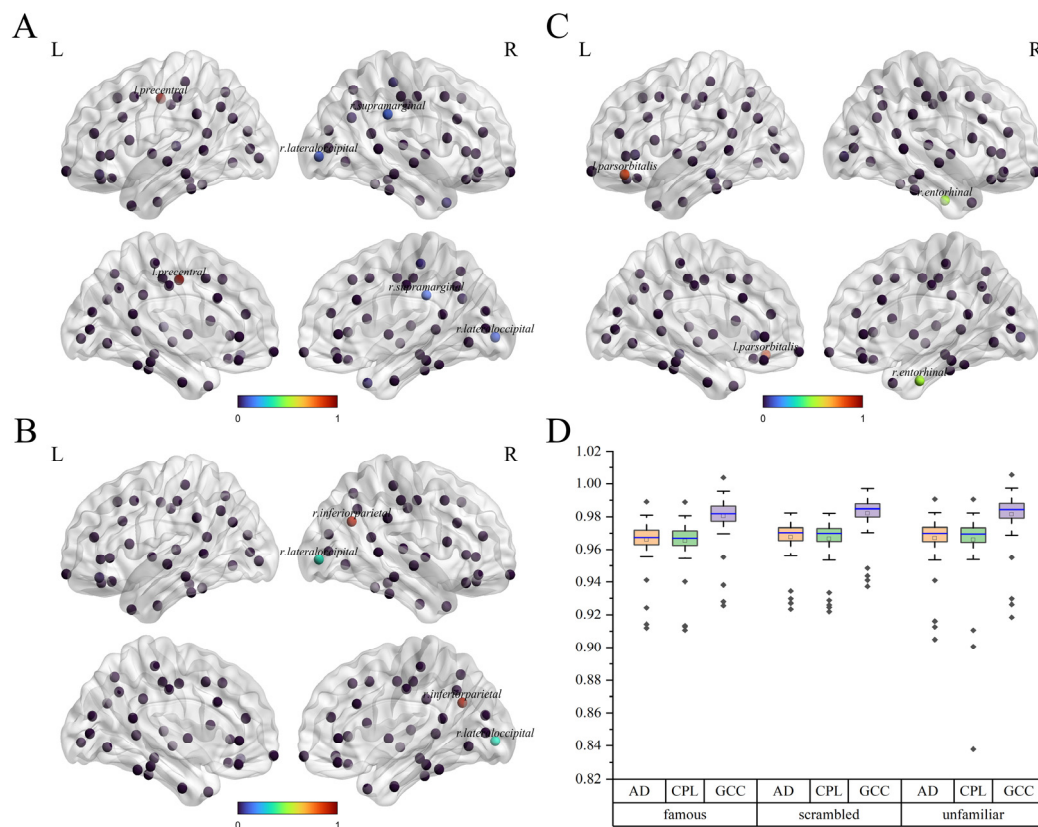 A
L
R
l.precentral
r.supramarginal
r.lateraloccipital
l.precentral
r.supramarginal
r.lateraloccipital
0 1
B
L
R
r.inferiorparietal
r.lateraloccipital
r.inferiorparietal
r.lateraloccipital
0 1
C
L
R
l.parsorbitalis
r.entorhinal
l.parsorbitalis
r.entorhinal
0 1
D
1.02
1.00
0.98
0.96
0.94
0.92
0.90
0.88
0.86
0.84
0.82
AD CPL GCC AD CPL GCC AD CPL GCC
famous scrambled unfamiliar